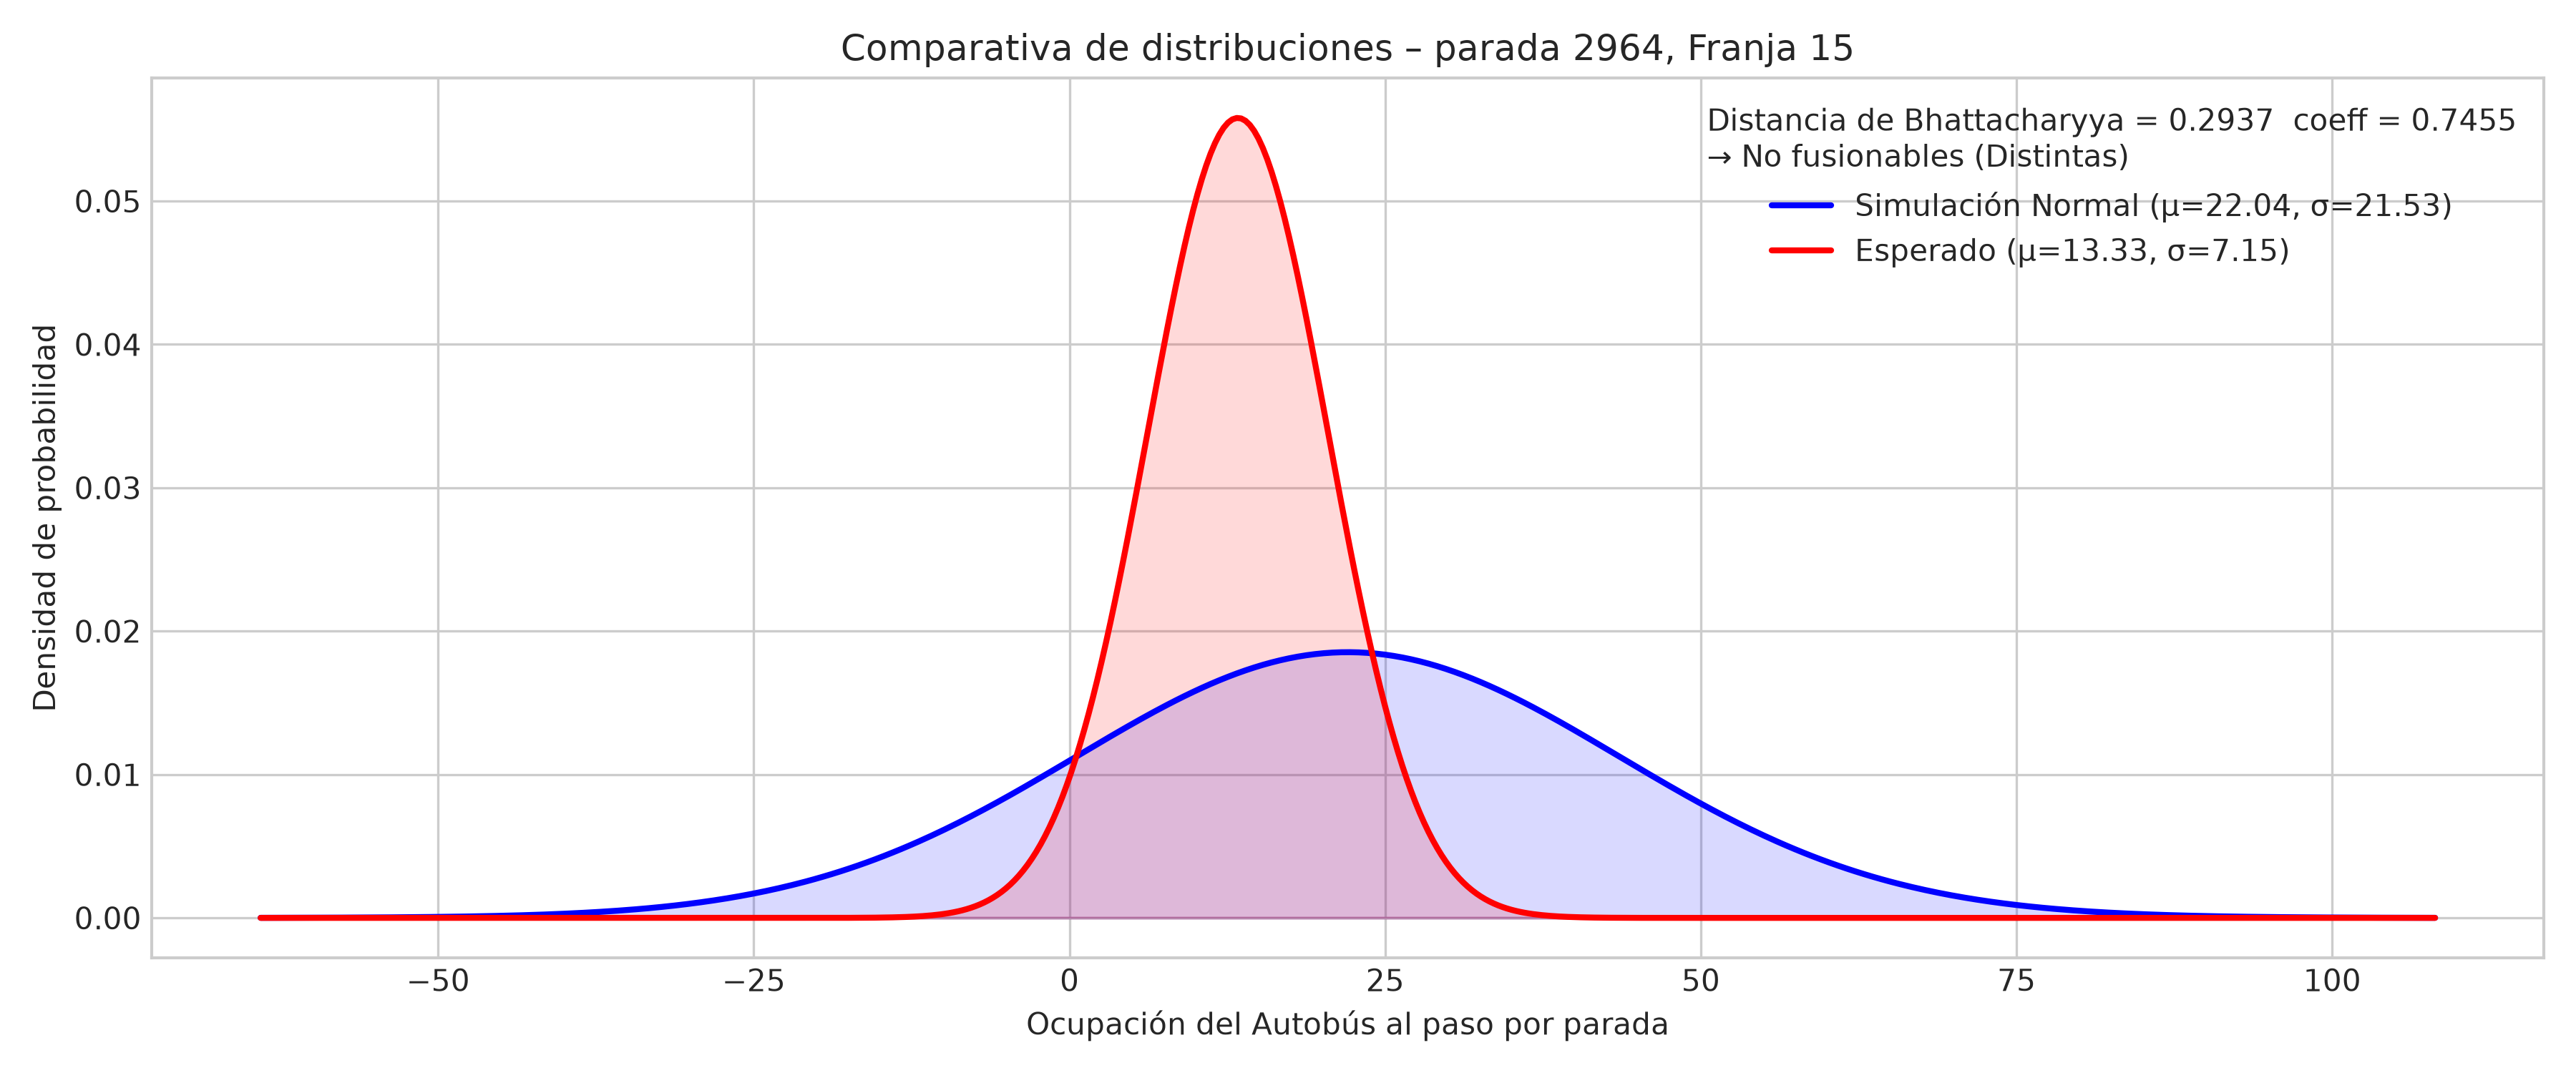 Comparativa de distribuciones – parada 2964, Franja 15
Distancia de Bhattacharyya = 0.2937  coeff = 0.7455
→ No fusionables (Distintas)
Simulación Normal (μ=22.04, σ=21.53)
Esperado (μ=13.33, σ=7.15)
Densidad de probabilidad
0.05
0.04
0.03
0.02
0.01
0.00
−50
−25
0
25
50
75
100
Ocupación del Autobús al paso por parada